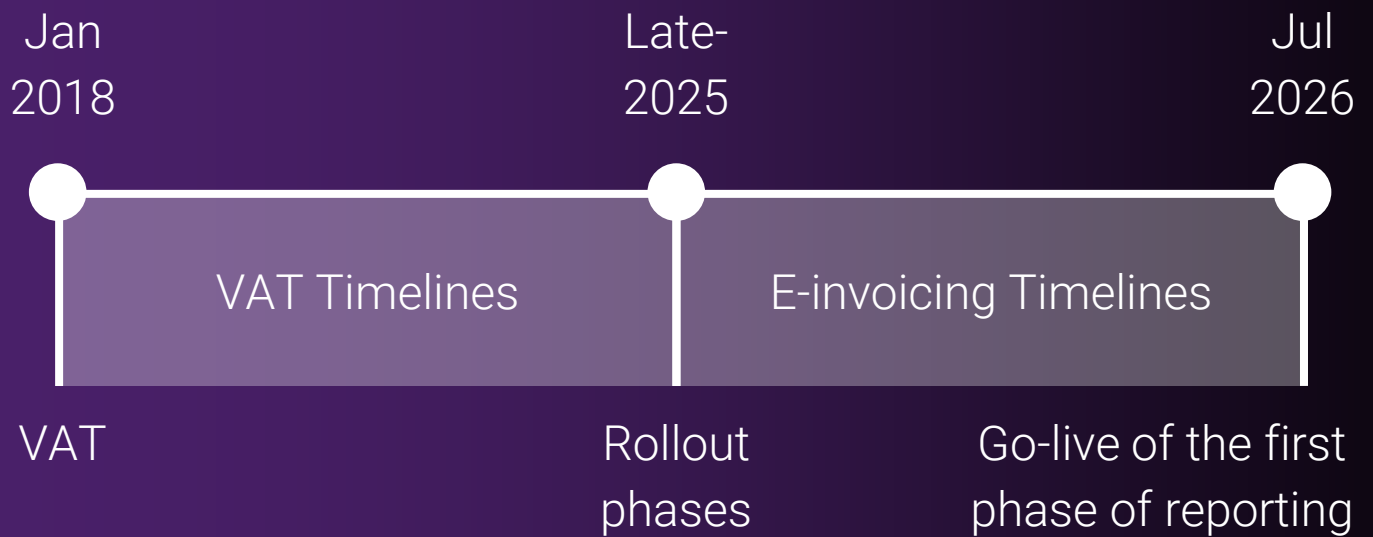 Jan
2018
Late-
2025
Jul
2026
VAT Timelines
E-invoicing Timelines
VAT
Rollout
phases
Go-live of the first
phase of reporting